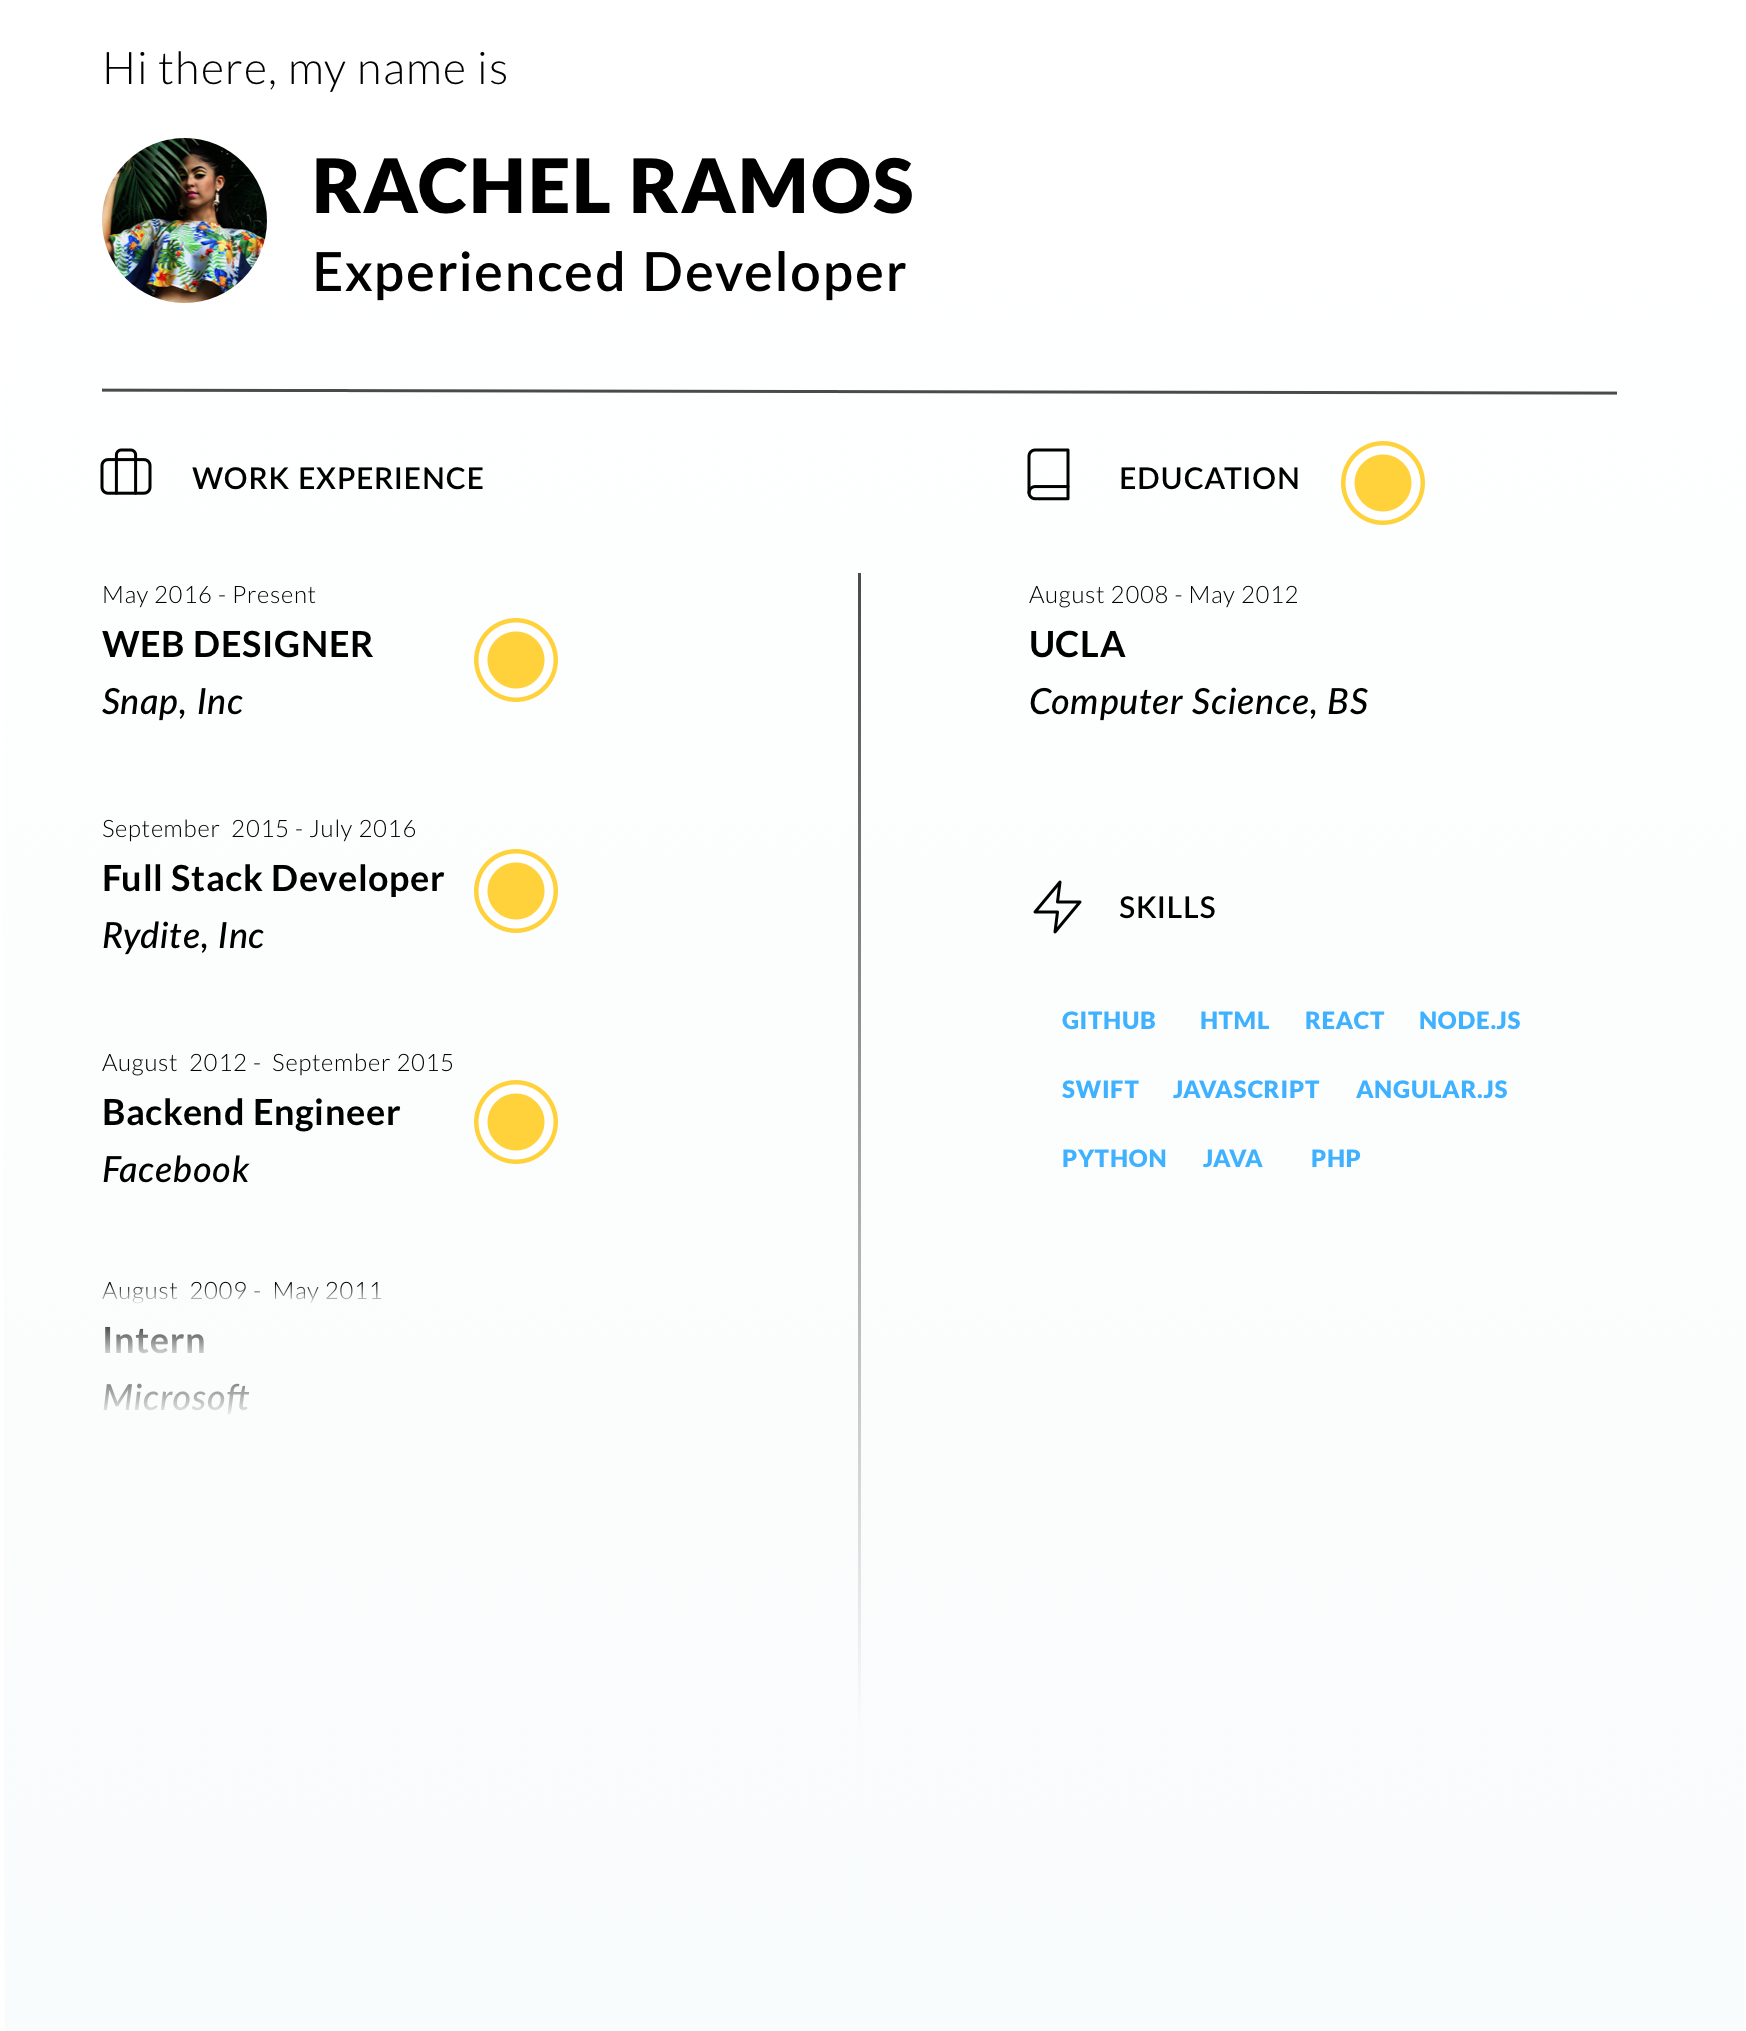 Hi there, my name is
RACHEL RAMOS
Experienced Developer
WORK EXPERIENCE
May 2016 - Present
WEB DESIGNER
Snap, Inc
September 2015 - July 2016
Full Stack Developer
Rydite, Inc
August 2012 - September 2015
Backend Engineer
Facebook
August 2009 - May 2011
Intern
Microsoft
EDUCATION
August 2008 - May 2012
UCLA
Computer Science, BS
SKILLS
GITHUB HTML REACT NODE.JS
SWIFT JAVASCRIPT ANGULAR.JS
PYTHON JAVA PHP